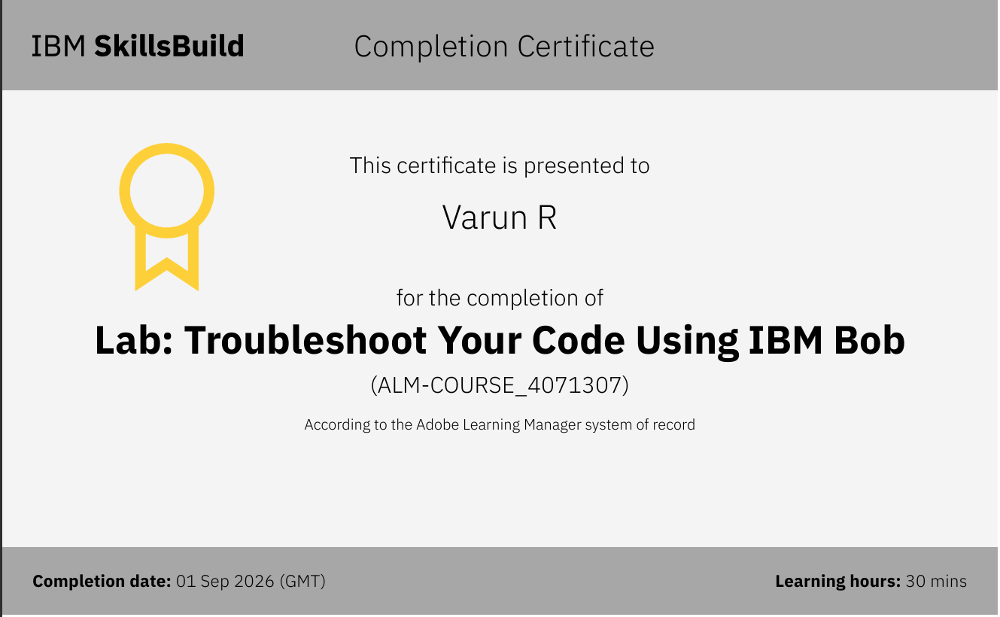 IBM SkillsBuild
Completion Certificate
This certificate is presented to
Varun R
for the completion of
Lab: Troubleshoot Your Code Using IBM Bob
(ALM-COURSE_4071307)
According to the Adobe Learning Manager system of record
Completion date: 01 Sep 2026 (GMT)
Learning hours: 30 mins